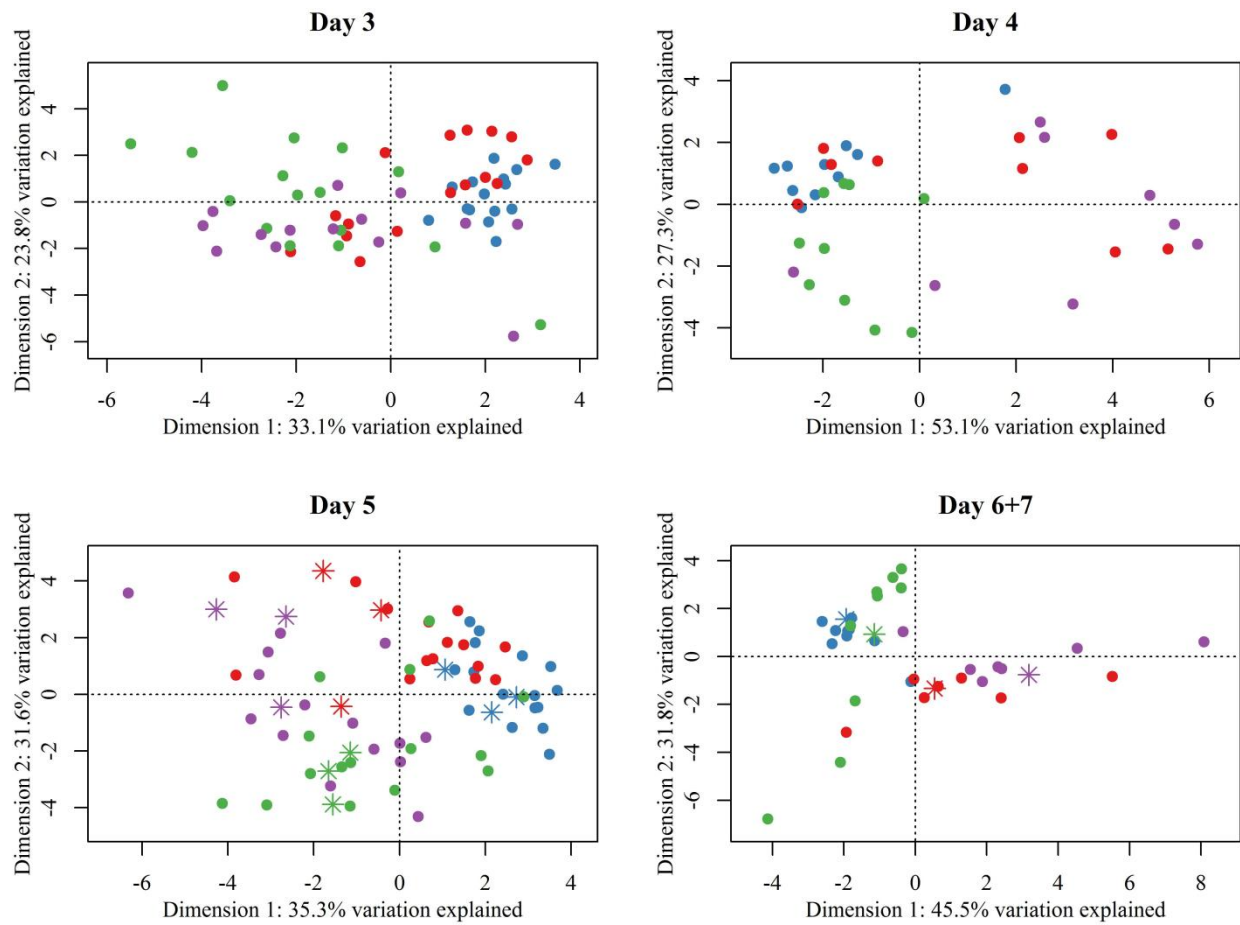 Day 3
Dimension 2: 23.8% variation explained
4
2
0
-2
-4
-6
-6 -4 -2 0 2 4
Dimension 1: 33.1% variation explained
Day 4
Dimension 2: 27.3% variation explained
4
2
0
-2
-4
-2 0 2 4 6
Dimension 1: 53.1% variation explained
Day 5
Dimension 2: 31.6% variation explained
4
2
0
-2
-4
-6 -4 -2 0 2 4
Dimension 1: 35.3% variation explained
Day 6+7
Dimension 2: 31.8% variation explained
4
2
0
-2
-4
-6
-4 -2 0 2 4 6 8
Dimension 1: 45.5% variation explained